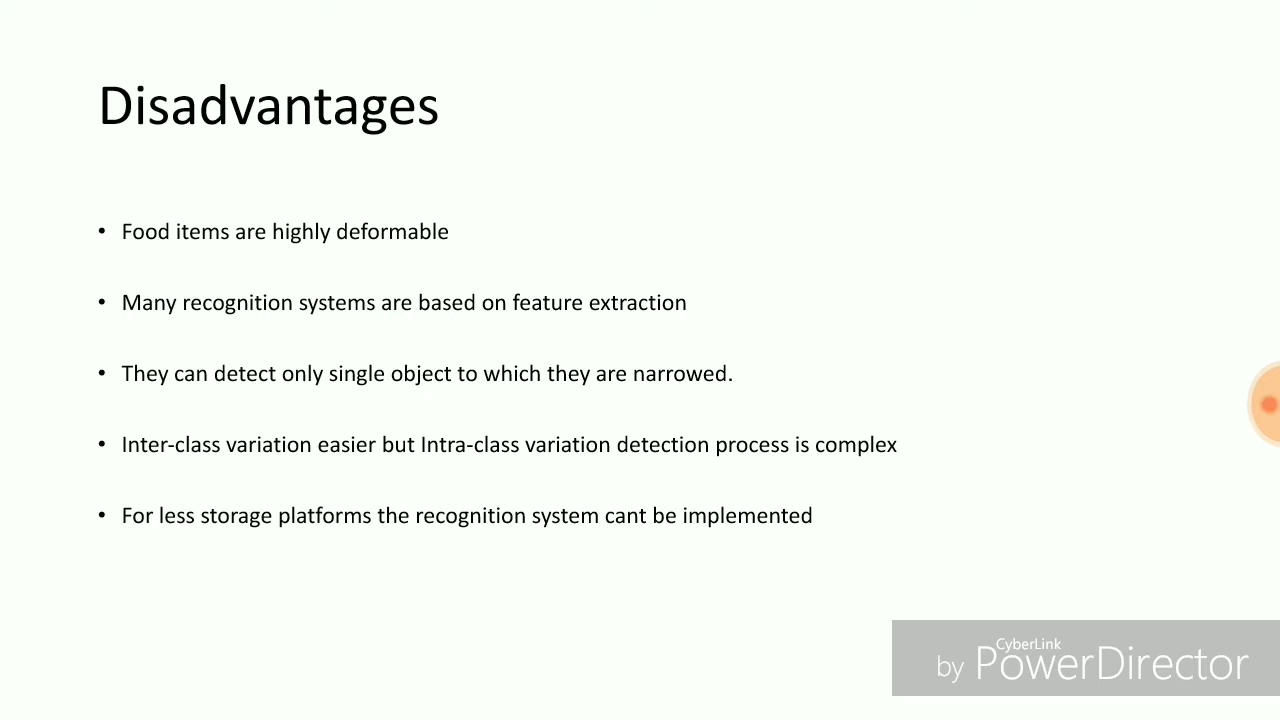 Disadvantages
• Food items are highly deformable
• Many recognition systems are based on feature extraction
• They can detect only single object to which they are narrowed.
• Inter-class variation easier but Intra-class variation detection process is complex
• For less storage platforms the recognition system cant be implemented
CyberLink
by PowerDirector